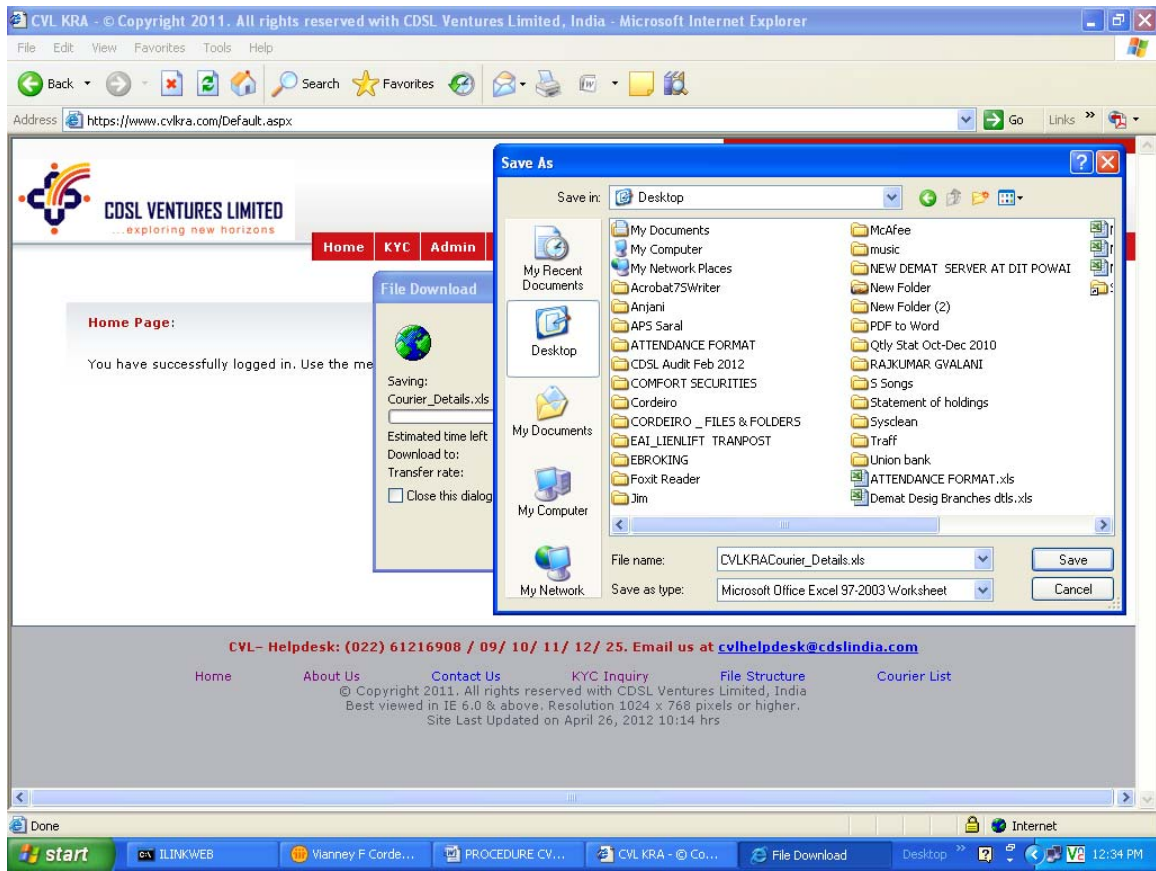 CVL KRA - © Copyright 2011. All rights reserved with CDSL Ventures Limited, India - Microsoft Internet Explorer
File Edit View Favorites Tools Help
Back Search Favorites
Address https://www.cvlkra.com/Default.aspx Go Links »
CDSL VENTURES LIMITED
...exploring new horizons
Home KYC Admin
Home Page:
You have successfully logged in. Use the me
File Download
Saving:
Courier_Details.xls
Estimated time left
Download to:
Transfer rate:
Close this dialog
Save As
Save in: Desktop
My Recent Documents
Desktop
My Documents
My Computer
My Network
My Documents
My Computer
My Network Places
Acrobat7SWriter
Anjani
APS Saral
ATTENDANCE FORMAT
CDSL Audit Feb 2012
COMFORT SECURITIES
Cordeiro
CORDEIRO _ FILES & FOLDERS
EAI_LIENLIFT TRANPOST
EBROKING
Foxit Reader
Jim
McAfee
music
NEW DEMAT SERVER AT DIT POWAI
New Folder
New Folder (2)
PDF to Word
Qtly Stat Oct-Dec 2010
RAJKUMAR GVALANI
S Songs
Statement of holdings
Sysclean
Traff
Union bank
ATTENDANCE FORMAT.xls
Demat Desig Branches dtls.xls
File name: CVLKRACourier_Details.xls Save
Save as type: Microsoft Office Excel 97-2003 Worksheet Cancel
CVL– Helpdesk: (022) 61216908 / 09/ 10/ 11/ 12/ 25. Email us at cvlhelpdesk@cdslindia.com
Home About Us Contact Us KYC Inquiry File Structure Courier List
© Copyright 2011. All rights reserved with CDSL Ventures Limited, India
Best viewed in IE 6.0 & above. Resolution 1024 x 768 pixels or higher.
Site Last Updated on April 26, 2012 10:14 hrs
Done Internet
start ILINKWEB Vianney F Corde... PROCEDURE CV... CVL KRA - © Co... File Download Desktop » 12:34 PM